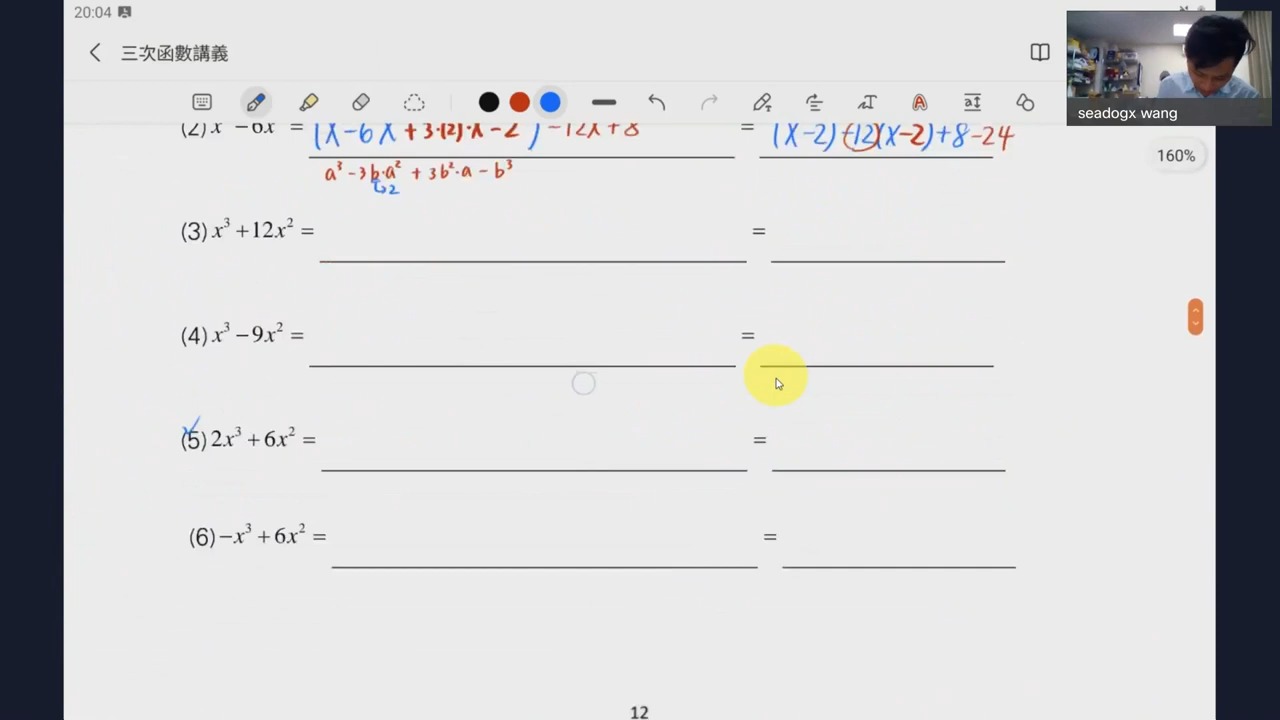 20:04
三次函數講義
seadogx wang
160%
(2) x - 6x = (x-6x +3·(2)·x-2 ) -12x+8 = (x-2) -12(x-2)+8-24
a³ -3b·a² + 3b²·a - b³
↳2
(3) x³ +12x² = =
(4) x³ -9x² = =
(5) 2x³ +6x² = =
(6) -x³ +6x² = =
12